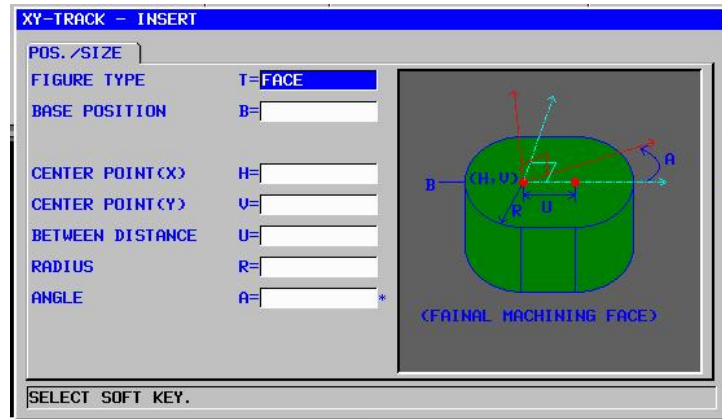 XY-TRACK - INSERT
POS./SIZE
FIGURE TYPE T=FACE
BASE POSITION B=
CENTER POINT(X) H=
CENTER POINT(Y) V=
BETWEEN DISTANCE U=
RADIUS R=
ANGLE A= *
A
B (H,V)
R U
(FAINAL MACHINING FACE)
SELECT SOFT KEY.